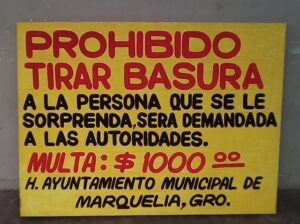 PROHIBIDO
TIRAR BASURA
A LA PERSONA QUE SE LE
SORPRENDA, SERA DEMANDADA
A LAS AUTORIDADES.
MULTA: $ 1000 00
H. AYUNTAMIENTO MUNICIPAL DE
MARQUELIA, GRO.